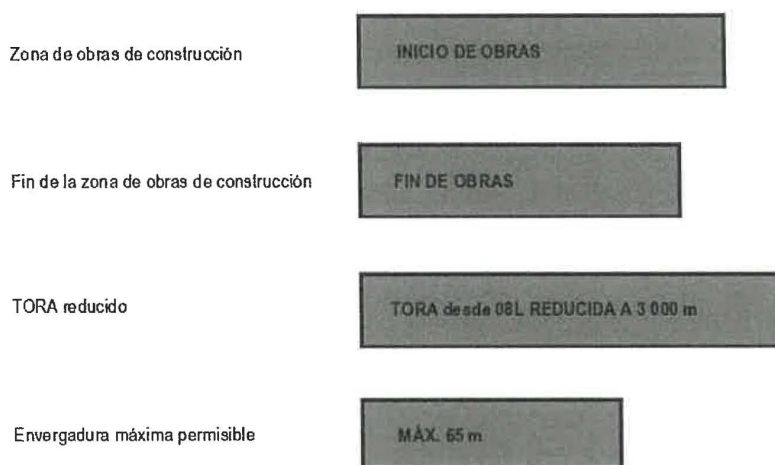 Zona de obras de construcción
INICIO DE OBRAS
Fin de la zona de obras de construcción
FIN DE OBRAS
TORA reducido
TORA desde 08L REDUCIDA A 3 000 m
Envergadura máxima permisible
MÁX. 65 m